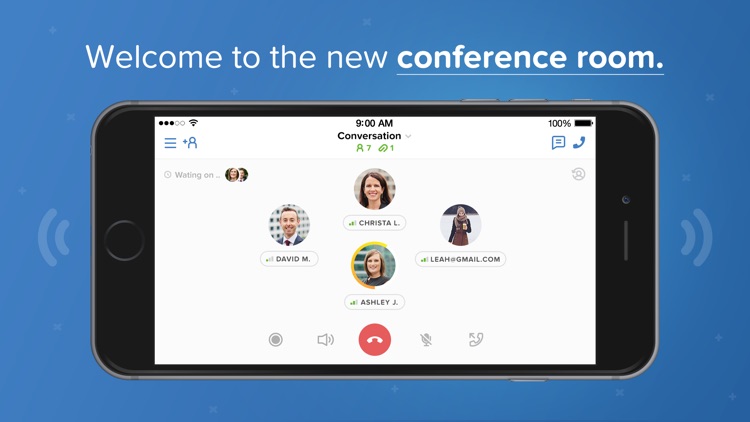 Welcome to the new conference room.
9:00 AM
100%
Conversation
7 1
Wating on ..
CHRISTA L.
DAVID M.
LEAH@GMAIL.COM
ASHLEY J.